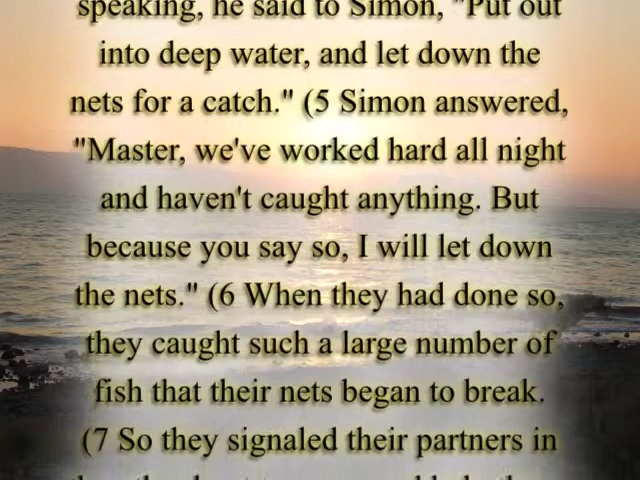 speaking, he said to Simon, "Put out
into deep water, and let down the
nets for a catch." (5 Simon answered,
"Master, we've worked hard all night
and haven't caught anything. But
because you say so, I will let down
the nets." (6 When they had done so,
they caught such a large number of
fish that their nets began to break.
(7 So they signaled their partners in